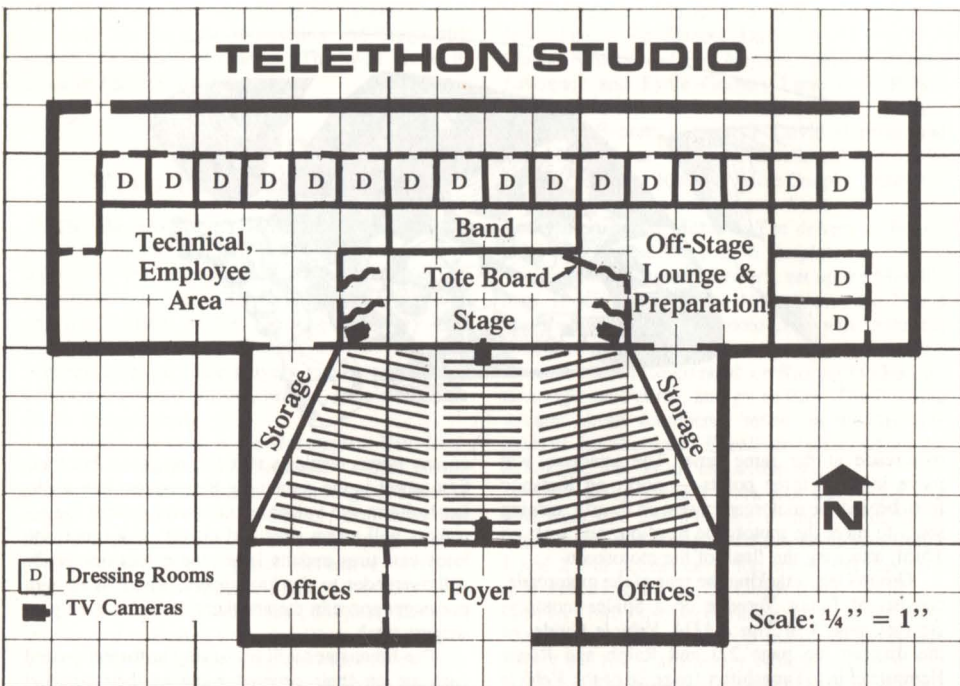 TELETHON STUDIO
D D D D D D D D D D D D D D D D
Technical,
Employee
Area
Band
Tote Board
Stage
Off-Stage
Lounge &
Preparation
D
D
Storage
Storage
N
D Dressing Rooms
TV Cameras
Offices
Foyer
Offices
Scale: ¼’’ = 1’’